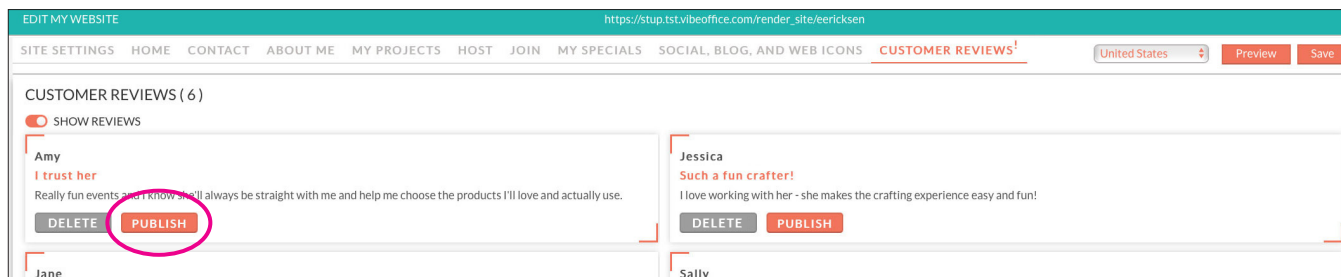 EDIT MY WEBSITE https://stup.tst.vibeoffice.com/render_site/eericksen
SITE SETTINGS HOME CONTACT ABOUT ME MY PROJECTS HOST JOIN MY SPECIALS SOCIAL, BLOG, AND WEB ICONS CUSTOMER REVIEWS! United States Preview Save
CUSTOMER REVIEWS ( 6 )
SHOW REVIEWS
Amy
I trust her
Really fun events and I know she'll always be straight with me and help me choose the products I'll love and actually use.
DELETE PUBLISH
Jessica
Such a fun crafter!
I love working with her - she makes the crafting experience easy and fun!
DELETE PUBLISH
Jane
Sally